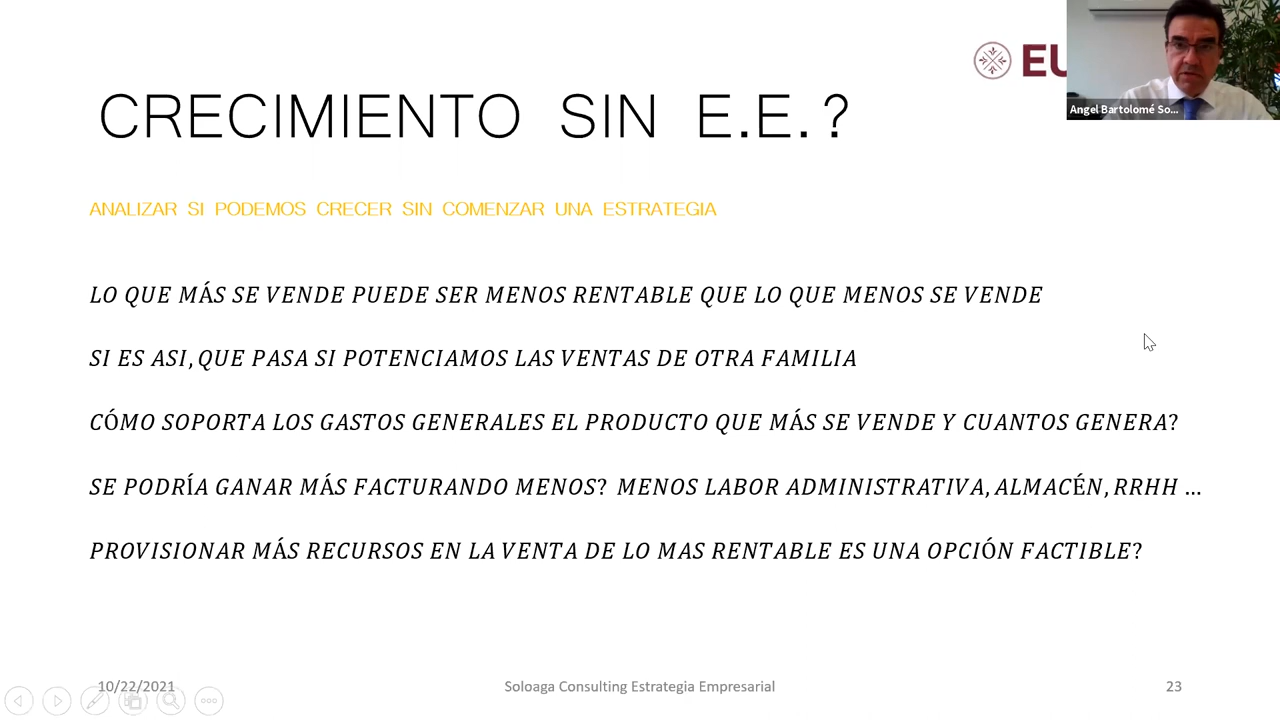 EU
Angel Bartolomé So...
CRECIMIENTO SIN E.E.?
ANALIZAR SI PODEMOS CRECER SIN COMENZAR UNA ESTRATEGIA
LO QUE MÁS SE VENDE PUEDE SER MENOS RENTABLE QUE LO QUE MENOS SE VENDE
SI ES ASI, QUE PASA SI POTENCIAMOS LAS VENTAS DE OTRA FAMILIA
CÓMO SOPORTA LOS GASTOS GENERALES EL PRODUCTO QUE MÁS SE VENDE Y CUANTOS GENERA?
SE PODRÍA GANAR MÁS FACTURANDO MENOS? MENOS LABOR ADMINISTRATIVA, ALMACÉN, RRHH ...
PROVISIONAR MÁS RECURSOS EN LA VENTA DE LO MAS RENTABLE ES UNA OPCIÓN FACTIBLE?
10/22/2021
Soloaga Consulting Estrategia Empresarial
23